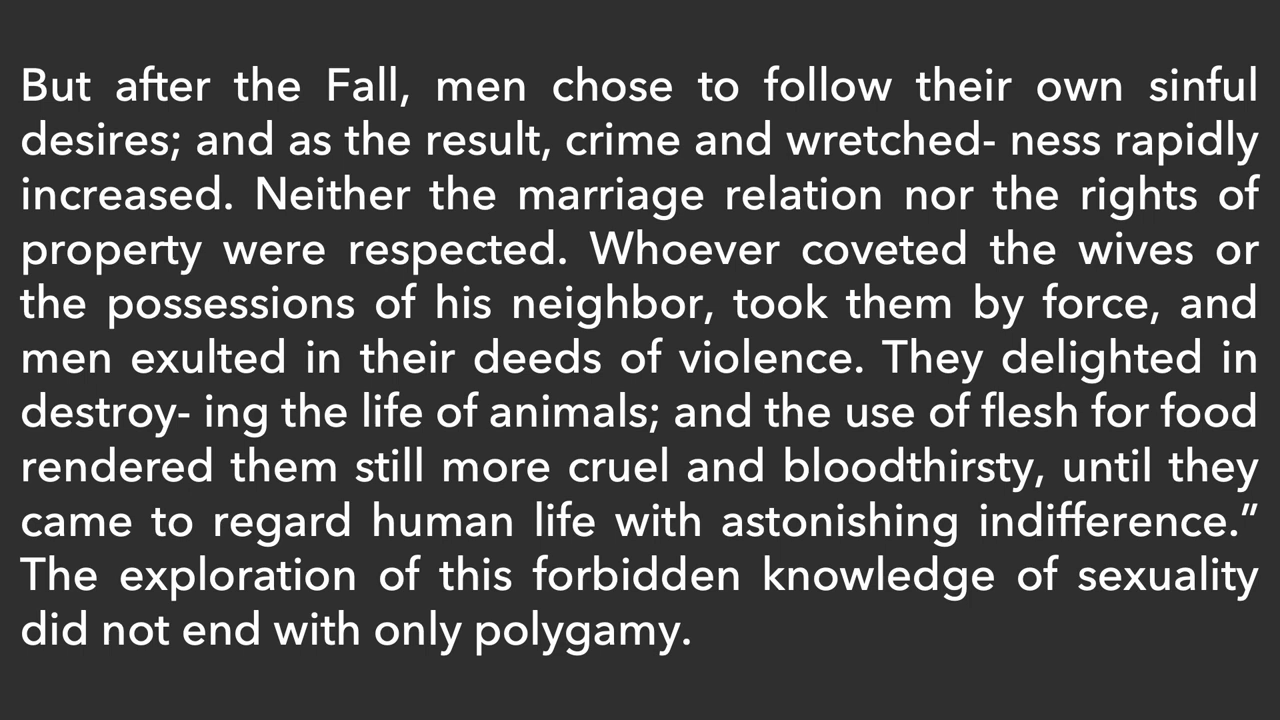 But after the Fall, men chose to follow their own sinful
desires; and as the result, crime and wretched- ness rapidly
increased. Neither the marriage relation nor the rights of
property were respected. Whoever coveted the wives or
the possessions of his neighbor, took them by force, and
men exulted in their deeds of violence. They delighted in
destroy- ing the life of animals; and the use of flesh for food
rendered them still more cruel and bloodthirsty, until they
came to regard human life with astonishing indifference.”
The exploration of this forbidden knowledge of sexuality
did not end with only polygamy.